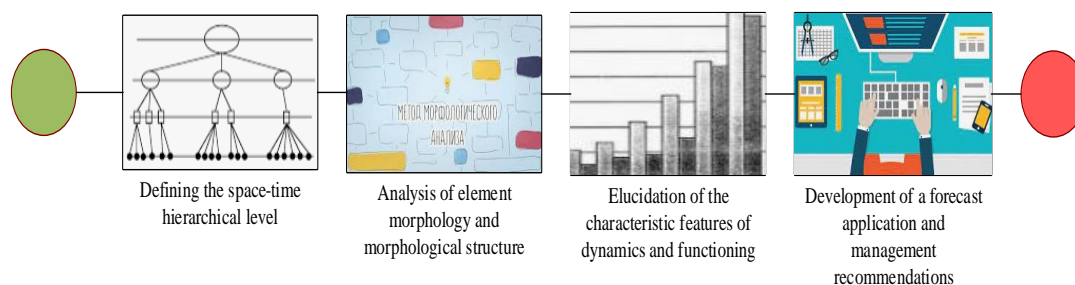 МЕТОД МОРФОЛОГИЧЕСКОГО
АНАЛИЗА
Defining the space-time
hierarchical level
Analysis of element
morphology and
morphological structure
Elucidation of the
characteristic features of
dynamics and functioning
Development of a forecast
application and
management
recommendations